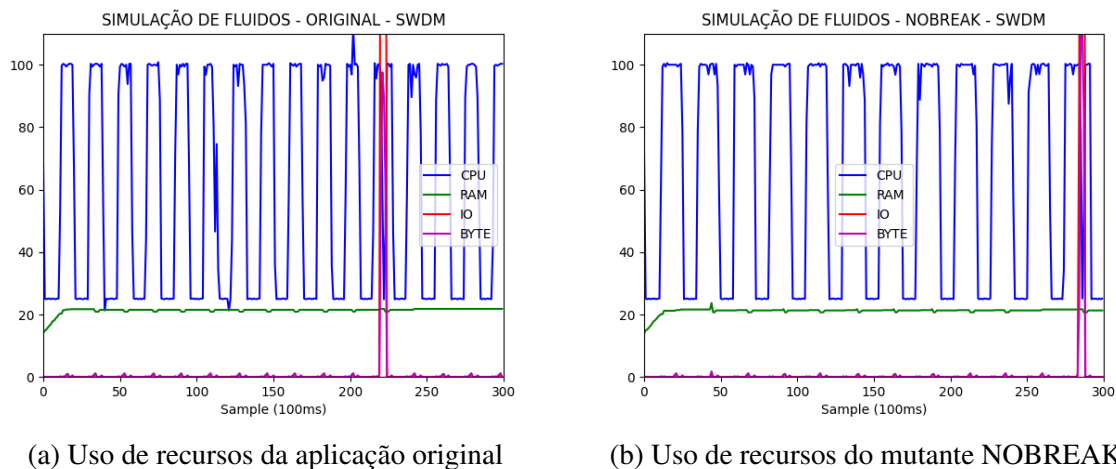 SIMULAÇÃO DE FLUIDOS - ORIGINAL - SWDM
100
80
60
40
20
0
0 50 100 150 200 250 300
Sample (100ms)
CPU
RAM
IO
BYTE
(a) Uso de recursos da aplicação original
SIMULAÇÃO DE FLUIDOS - NOBREAK - SWDM
100
80
60
40
20
0
0 50 100 150 200 250 300
Sample (100ms)
CPU
RAM
IO
BYTE
(b) Uso de recursos do mutante NOBREAK